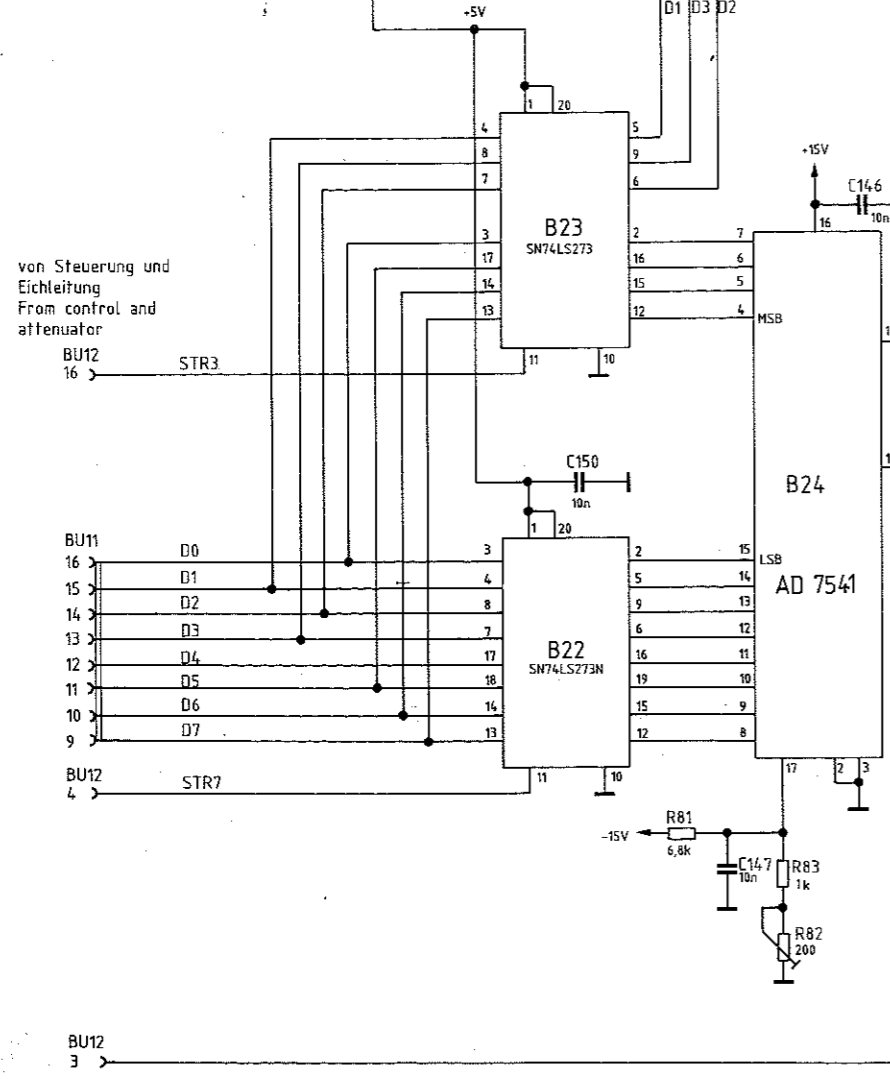 +5V
D1 D3 D2
1 20
4 5
8 9
7 6
B23
SN74LS273
3 2
17 16
14 15
13 12
11 10
+15V
C146
10n
16
7
6
5
4 MSB
von Steuerung und
Eichleitung
From control and
attenuator
BU12
16 STR3
C150
10n
1 20
B24
AD 7541
BU11
16 D0 3 2 15 LSB
15 D1 4 5 14
14 D2 8 9 13
13 D3 7 6 12
12 D4 17 16 11
11 D5 18 19 10
10 D6 14 15 9
9 D7 13 12 8
B22
SN74LS273N
11 10
17 2 3
BU12
4 STR7
-15V
R81
6,8k
C147
10n
R83
1k
R82
200
BU12
3